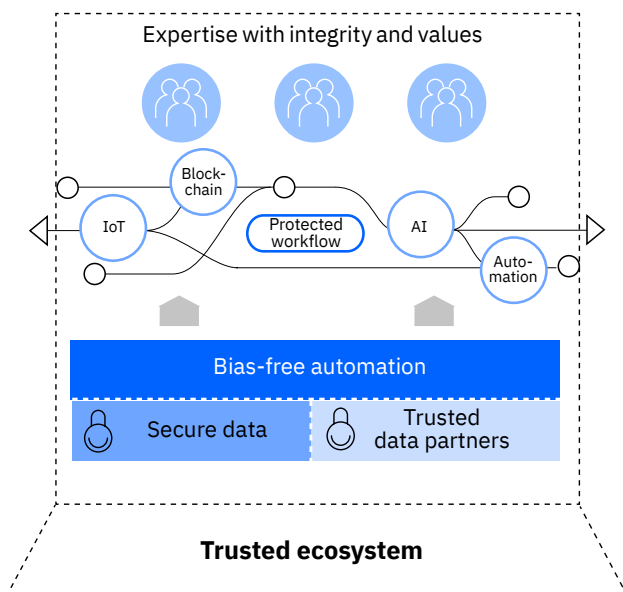 Expertise with integrity and values
Block-
chain
IoT
Protected
workflow
AI
Auto-
mation
Bias-free automation
Secure data
Trusted
data partners
Trusted ecosystem